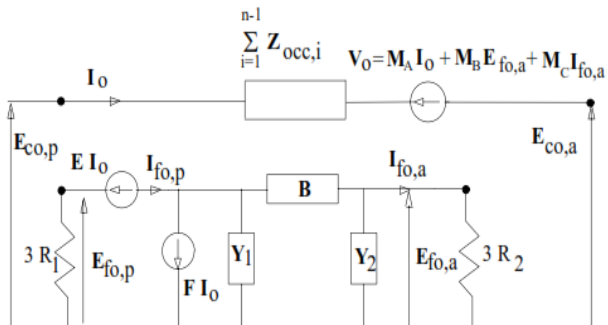 n-1
∑ Z_occ,i
i=1
V_o = M_A I_o + M_B E_fo,a + M_C I_fo,a
I_o
E_co,p
E_co,a
E I_o
I_fo,p
B
I_fo,a
3 R_1
E_fo,p
F I_o
Y_1
Y_2
E_fo,a
3 R_2